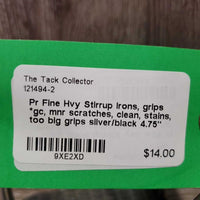 The Tack Collector
121494-2
Pr Fine Hvy Stirrup Irons, grips
*gc, mnr scratches, clean, stains,
too big grips silver/black 4.75"
9XE2XD
$14.00